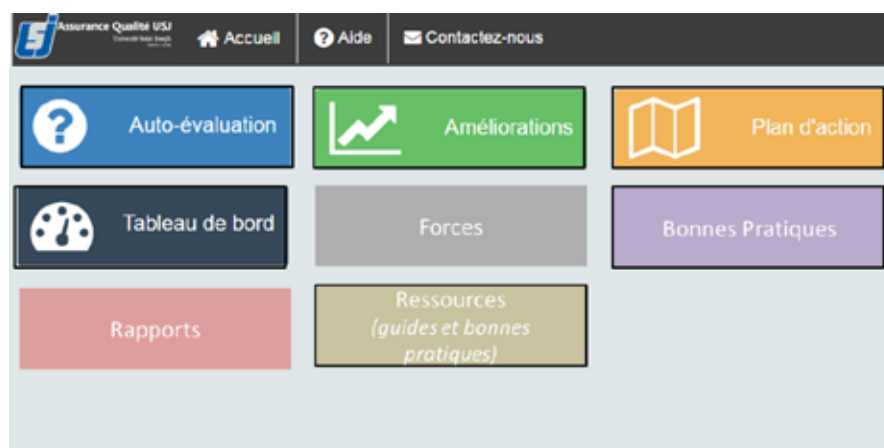 Assurance Qualité USJ
Accueil
Aide
Contactez-nous
Auto-évaluation
Améliorations
Plan d'action
Tableau de bord
Forces
Bonnes Pratiques
Rapports
Ressources
(guides et bonnes
pratiques)